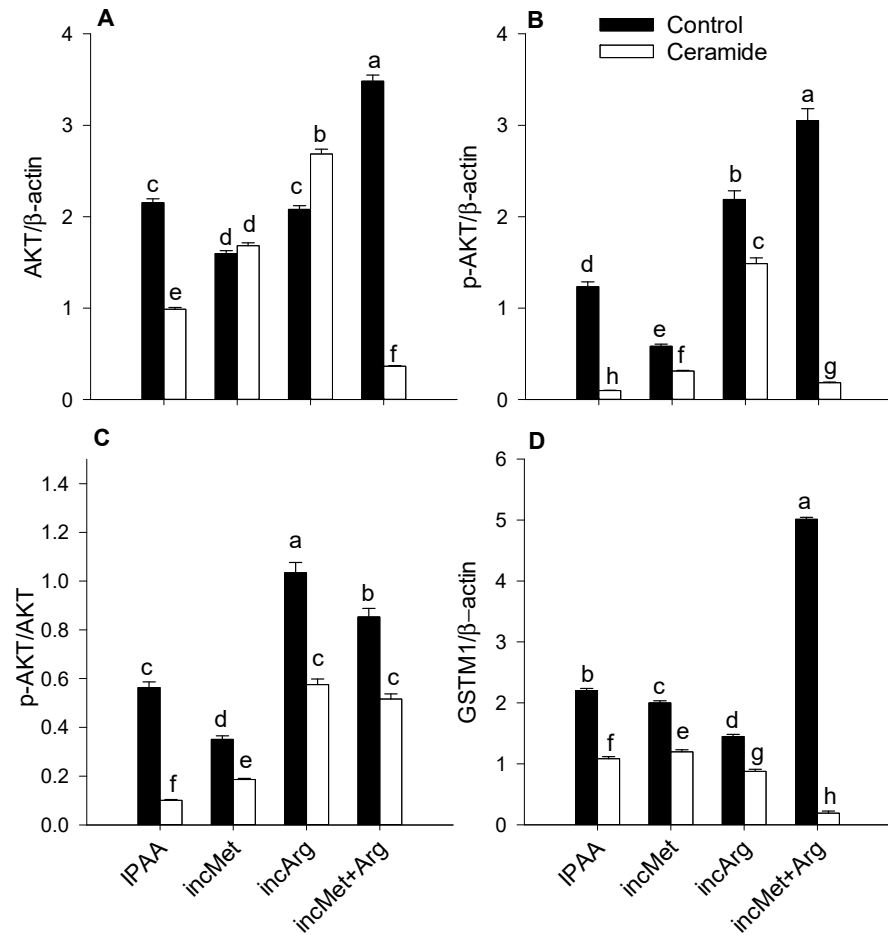 A
AKT/β-actin
4
3
2
1
0
c
e
d
d
c
b
a
f
B
Control
Ceramide
p-AKT/β-actin
4
3
2
1
0
d
h
e
f
b
c
a
g
C
p-AKT/AKT
1.4
1.2
1.0
0.8
0.6
0.4
0.2
0.0
c
f
d
e
a
c
b
c
IPAA
incMet
incArg
incMet+Arg
D
GSTM1/β−actin
6
5
4
3
2
1
0
b
f
c
e
d
g
a
h
IPAA
incMet
incArg
incMet+Arg